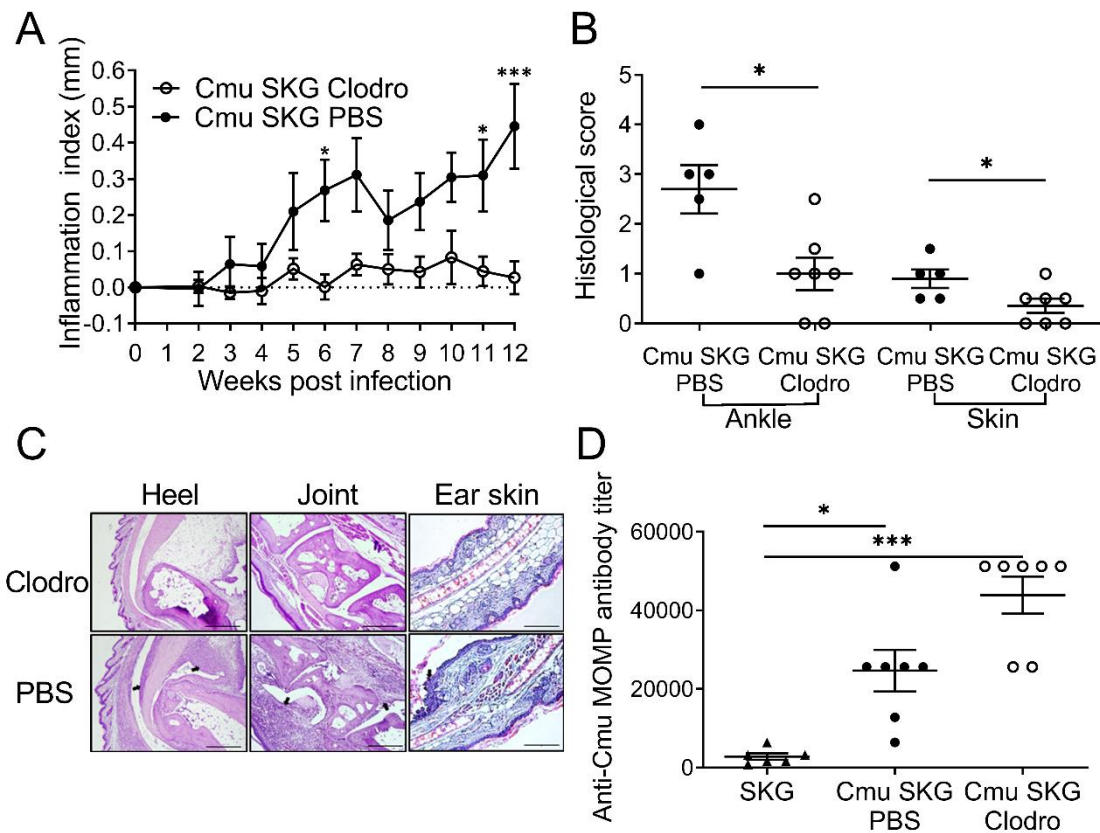 A
Inflammation index (mm)
0.6
0.5
0.4
0.3
0.2
0.1
0.0
-0.1
Cmu SKG Clodro
Cmu SKG PBS
*
*
***
0 1 2 3 4 5 6 7 8 9 10 11 12
Weeks post infection
B
Histological score
5
4
3
2
1
0
*
*
Cmu SKG Cmu SKG Cmu SKG Cmu SKG
PBS Clodro PBS Clodro
Ankle Skin
C
Heel Joint Ear skin
Clodro
PBS
D
Anti-Cmu MOMP antibody titer
60000
40000
20000
0
*
***
SKG Cmu SKG Cmu SKG
PBS Clodro